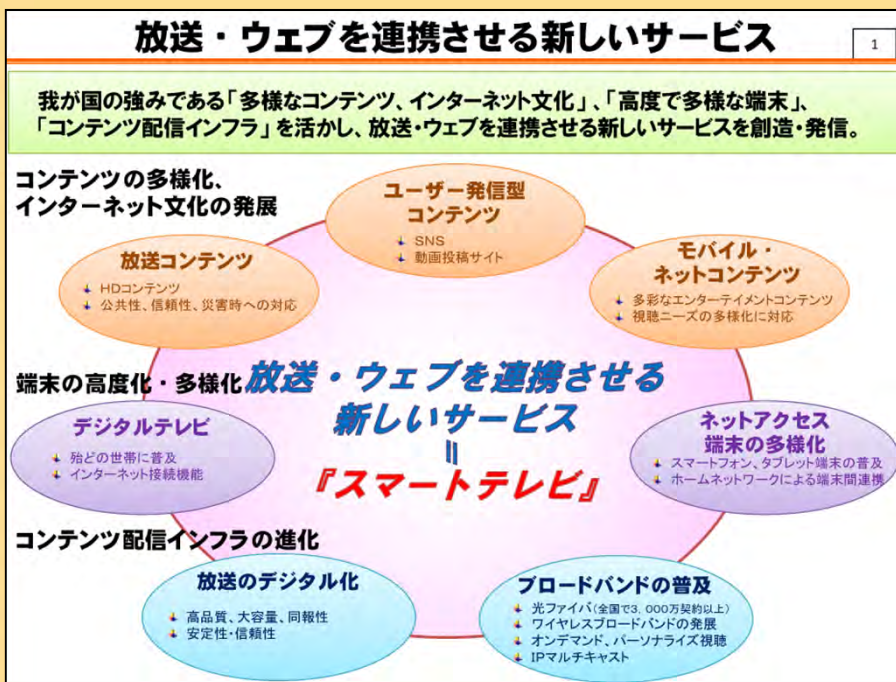 放送・ウェブを連携させる新しいサービス
1
我が国の強みである「多様なコンテンツ、インターネット文化」、「高度で多様な端末」、
「コンテンツ配信インフラ」を活かし、放送・ウェブを連携させる新しいサービスを創造・発信。
コンテンツの多様化、
インターネット文化の発展
ユーザー発信型
コンテンツ
SNS
動画投稿サイト
放送コンテンツ
HDコンテンツ
公共性、信頼性、災害時への対応
モバイル・
ネットコンテンツ
多彩なエンターテイメントコンテンツ
視聴ニーズの多様化に対応
端末の高度化・多様化
放送・ウェブを連携させる
新しいサービス
＝
『スマートテレビ』
デジタルテレビ
殆どの世帯に普及
インターネット接続機能
ネットアクセス
端末の多様化
スマートフォン、タブレット端末の普及
ホームネットワークによる端末間連携
コンテンツ配信インフラの進化
放送のデジタル化
高品質、大容量、同報性
安定性・信頼性
ブロードバンドの普及
光ファイバ(全国で3，000万契約以上)
ワイヤレスブロードバンドの発展
オンデマンド、パーソナライズ視聴
IPマルチキャスト